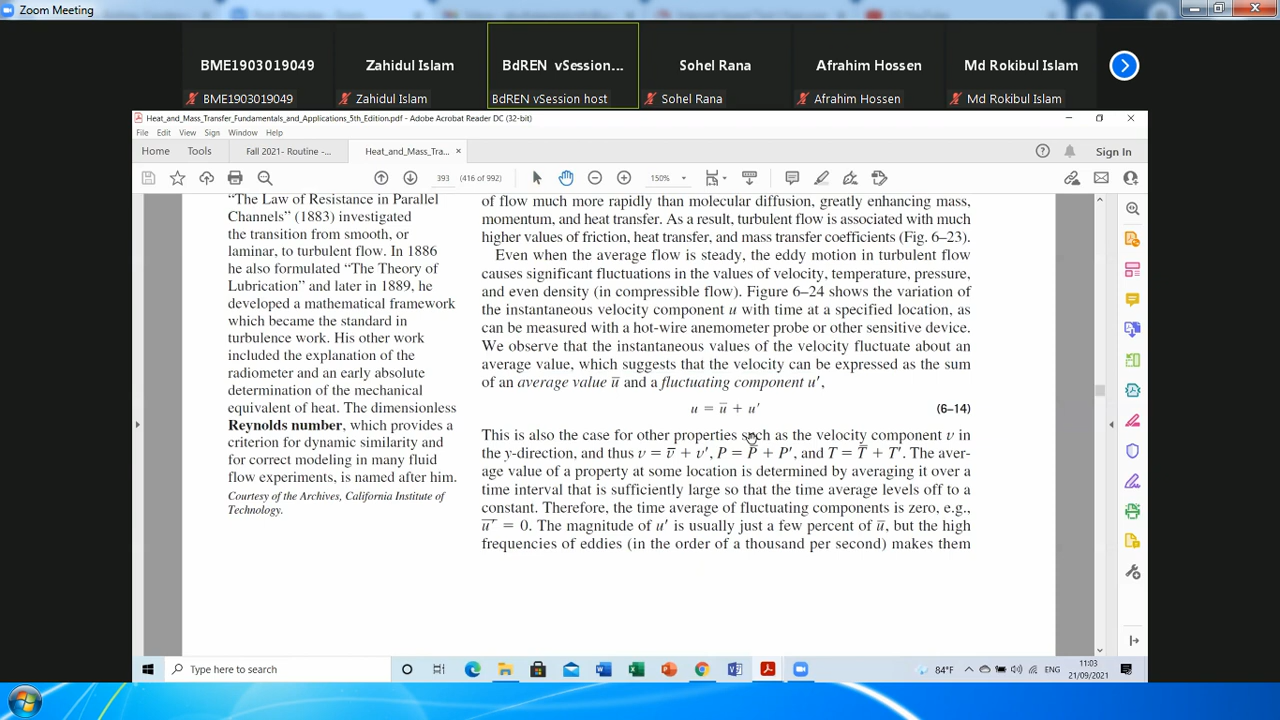 Zoom Meeting
BME1903019049
Zahidul Islam
BdREN vSession...
Sohel Rana
Afrahim Hossen
Md Rokibul Islam
BME1903019049
Zahidul Islam
BdREN vSession host
Sohel Rana
Afrahim Hossen
Md Rokibul Islam
Heat_and_Mass_Transfer_Fundamentals_and_Applications_5th_Edition.pdf - Adobe Acrobat Reader DC (32-bit)
File Edit View Sign Window Help
Home Tools Fall 2021- Routine -... Heat_and_Mass_Tra... × Sign In
393 (416 of 992) 150%
“The Law of Resistance in Parallel
Channels” (1883) investigated
the transition from smooth, or
laminar, to turbulent flow. In 1886
he also formulated “The Theory of
Lubrication” and later in 1889, he
developed a mathematical framework
which became the standard in
turbulence work. His other work
included the explanation of the
radiometer and an early absolute
determination of the mechanical
equivalent of heat. The dimensionless
Reynolds number, which provides a
criterion for dynamic similarity and
for correct modeling in many fluid
flow experiments, is named after him.
Courtesy of the Archives, California Institute of
Technology.
of flow much more rapidly than molecular diffusion, greatly enhancing mass,
momentum, and heat transfer. As a result, turbulent flow is associated with much
higher values of friction, heat transfer, and mass transfer coefficients (Fig. 6–23).
Even when the average flow is steady, the eddy motion in turbulent flow
causes significant fluctuations in the values of velocity, temperature, pressure,
and even density (in compressible flow). Figure 6–24 shows the variation of
the instantaneous velocity component u with time at a specified location, as
can be measured with a hot-wire anemometer probe or other sensitive device.
We observe that the instantaneous values of the velocity fluctuate about an
average value, which suggests that the velocity can be expressed as the sum
of an average value u̅ and a fluctuating component u′,
u = u̅ + u′ (6–14)
This is also the case for other properties such as the velocity component v in
the y-direction, and thus v = v̅ + v′, P = P̅ + P′, and T = T̅ + T′. The aver-
age value of a property at some location is determined by averaging it over a
time interval that is sufficiently large so that the time average levels off to a
constant. Therefore, the time average of fluctuating components is zero, e.g.,
u̅′ = 0. The magnitude of u′ is usually just a few percent of u̅, but the high
frequencies of eddies (in the order of a thousand per second) makes them
Type here to search
84°F
ENG
11:03
21/09/2021